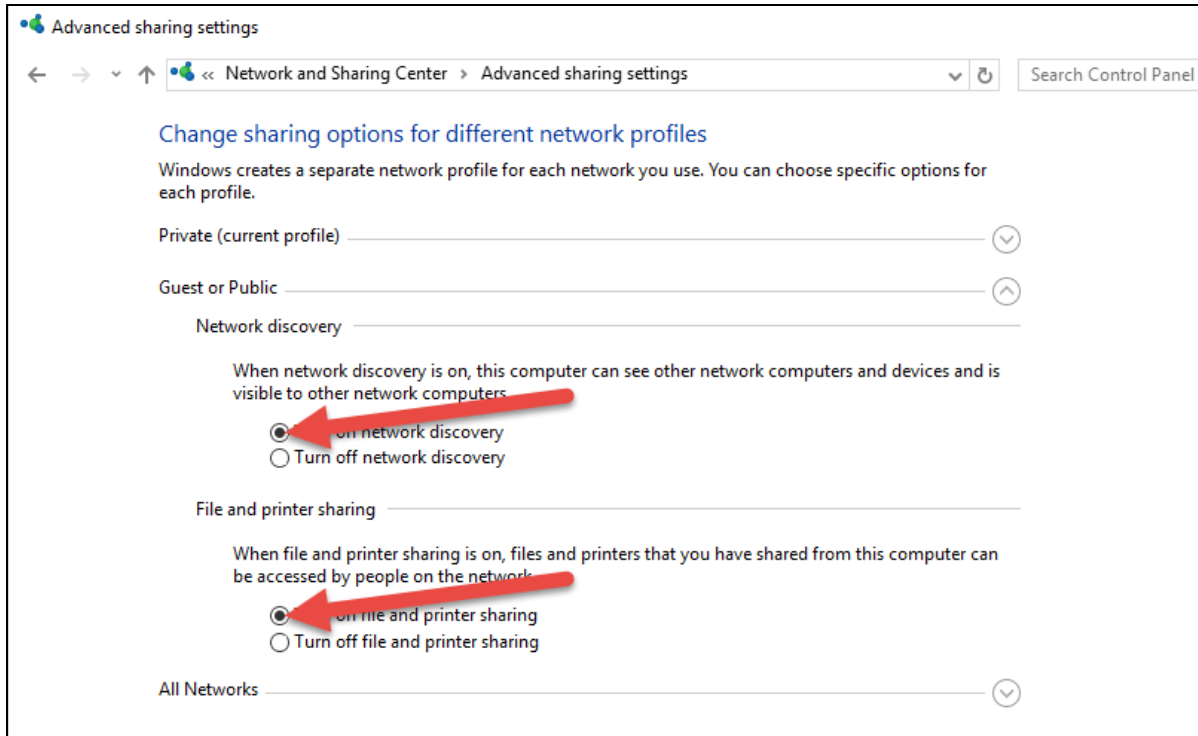 Advanced sharing settings
« Network and Sharing Center > Advanced sharing settings
Search Control Panel
Change sharing options for different network profiles
Windows creates a separate network profile for each network you use. You can choose specific options for
each profile.
Private (current profile)
Guest or Public
Network discovery
When network discovery is on, this computer can see other network computers and devices and is
visible to other network computers.
on network discovery
Turn off network discovery
File and printer sharing
When file and printer sharing is on, files and printers that you have shared from this computer can
be accessed by people on the network.
on file and printer sharing
Turn off file and printer sharing
All Networks